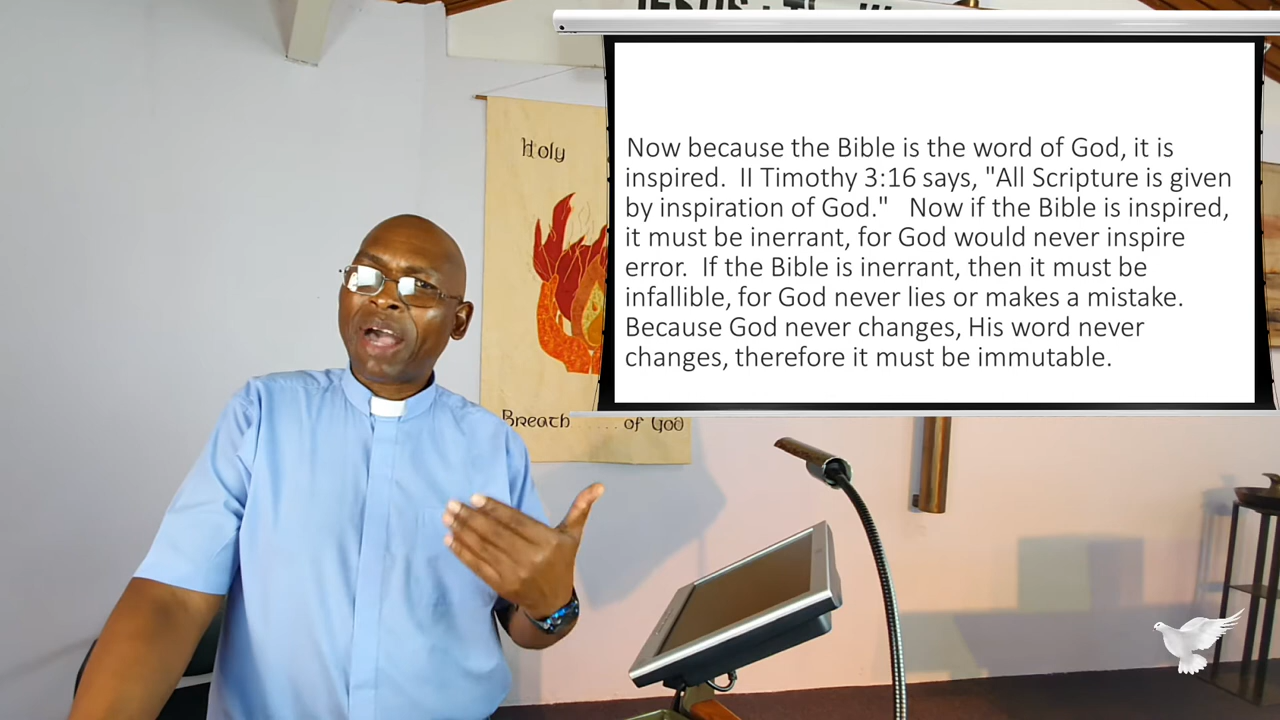 Now because the Bible is the word of God, it is
inspired.  II Timothy 3:16 says, "All Scripture is given
by inspiration of God."   Now if the Bible is inspired,
it must be inerrant, for God would never inspire
error.  If the Bible is inerrant, then it must be
infallible, for God never lies or makes a mistake.
Because God never changes, His word never
changes, therefore it must be immutable.
Holy
Breath .... of God